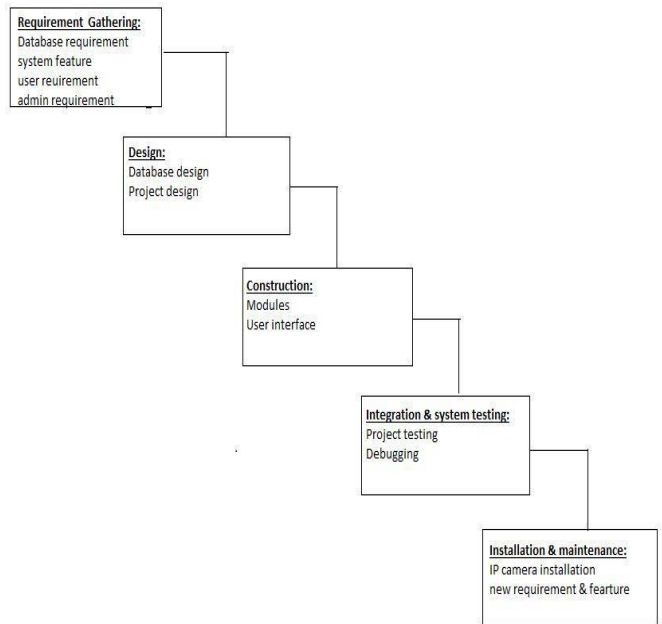 Requirement Gathering:
Database requirement
system feature
user reuirement
admin requirement
Design:
Database design
Project design
Construction:
Modules
User interface
Integration & system testing:
Project testing
Debugging
Installation & maintenance:
IP camera installation
new requirement & fearture